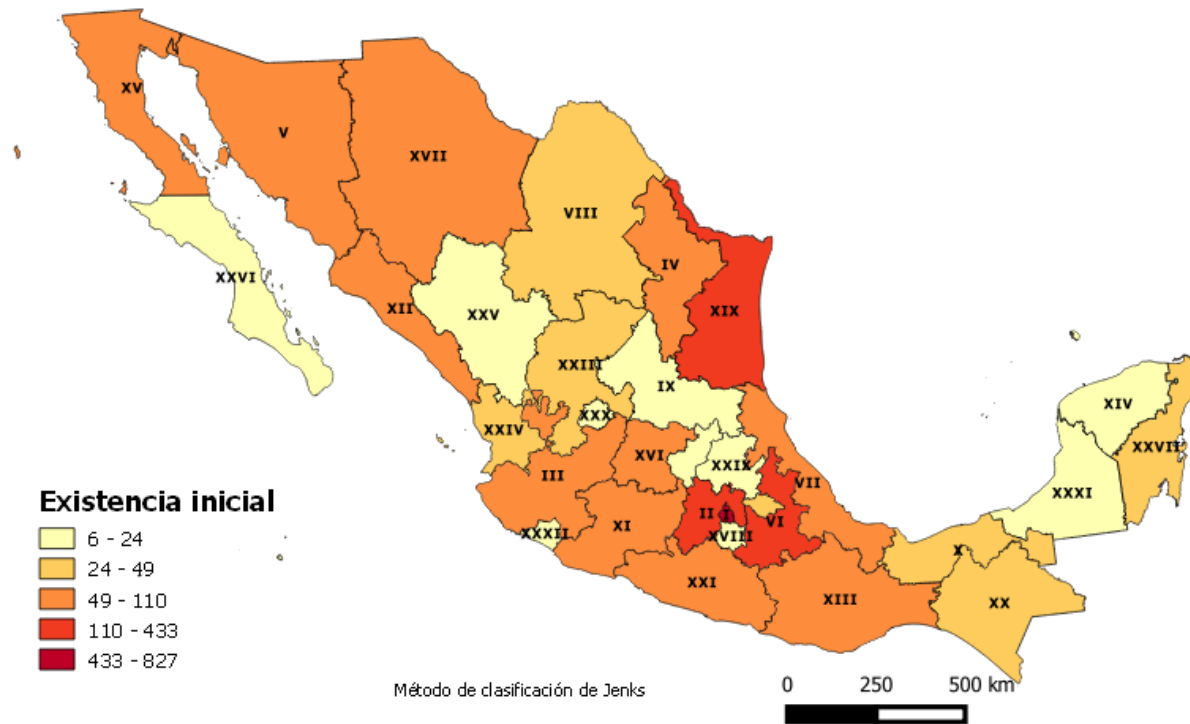 XV
V
XVII
VIII
IV
XXVI
XII
XXV
XIX
XXIII
IX
XXX
XXIV
XIV
XXVII
XVI
XXIX
III
VII
XXXI
Existencia inicial
II
I
VI
XI
XXXII
XVIII
6 - 24
24 - 49
X
49 - 110
XXI
XIII
XX
110 - 433
433 - 827
Método de clasificación de Jenks
0 250 500 km